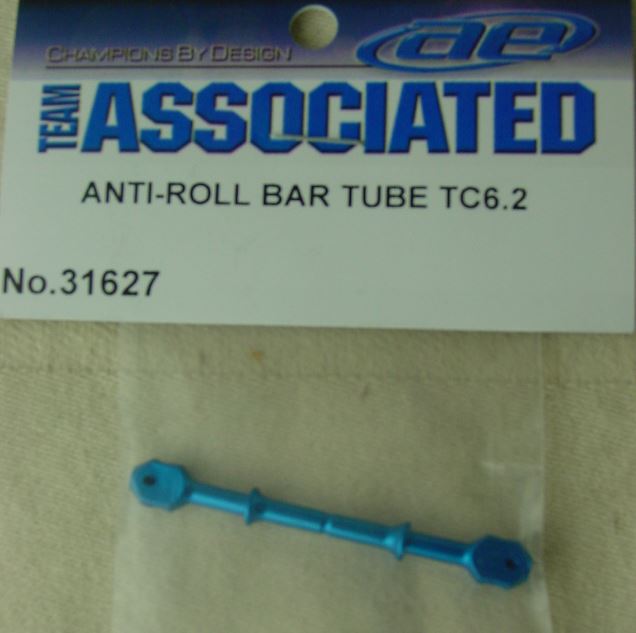 CHAMPIONS BY DESIGN
ae
TEAM
ASSOCIATED
ANTI-ROLL BAR TUBE TC6.2
No.31627